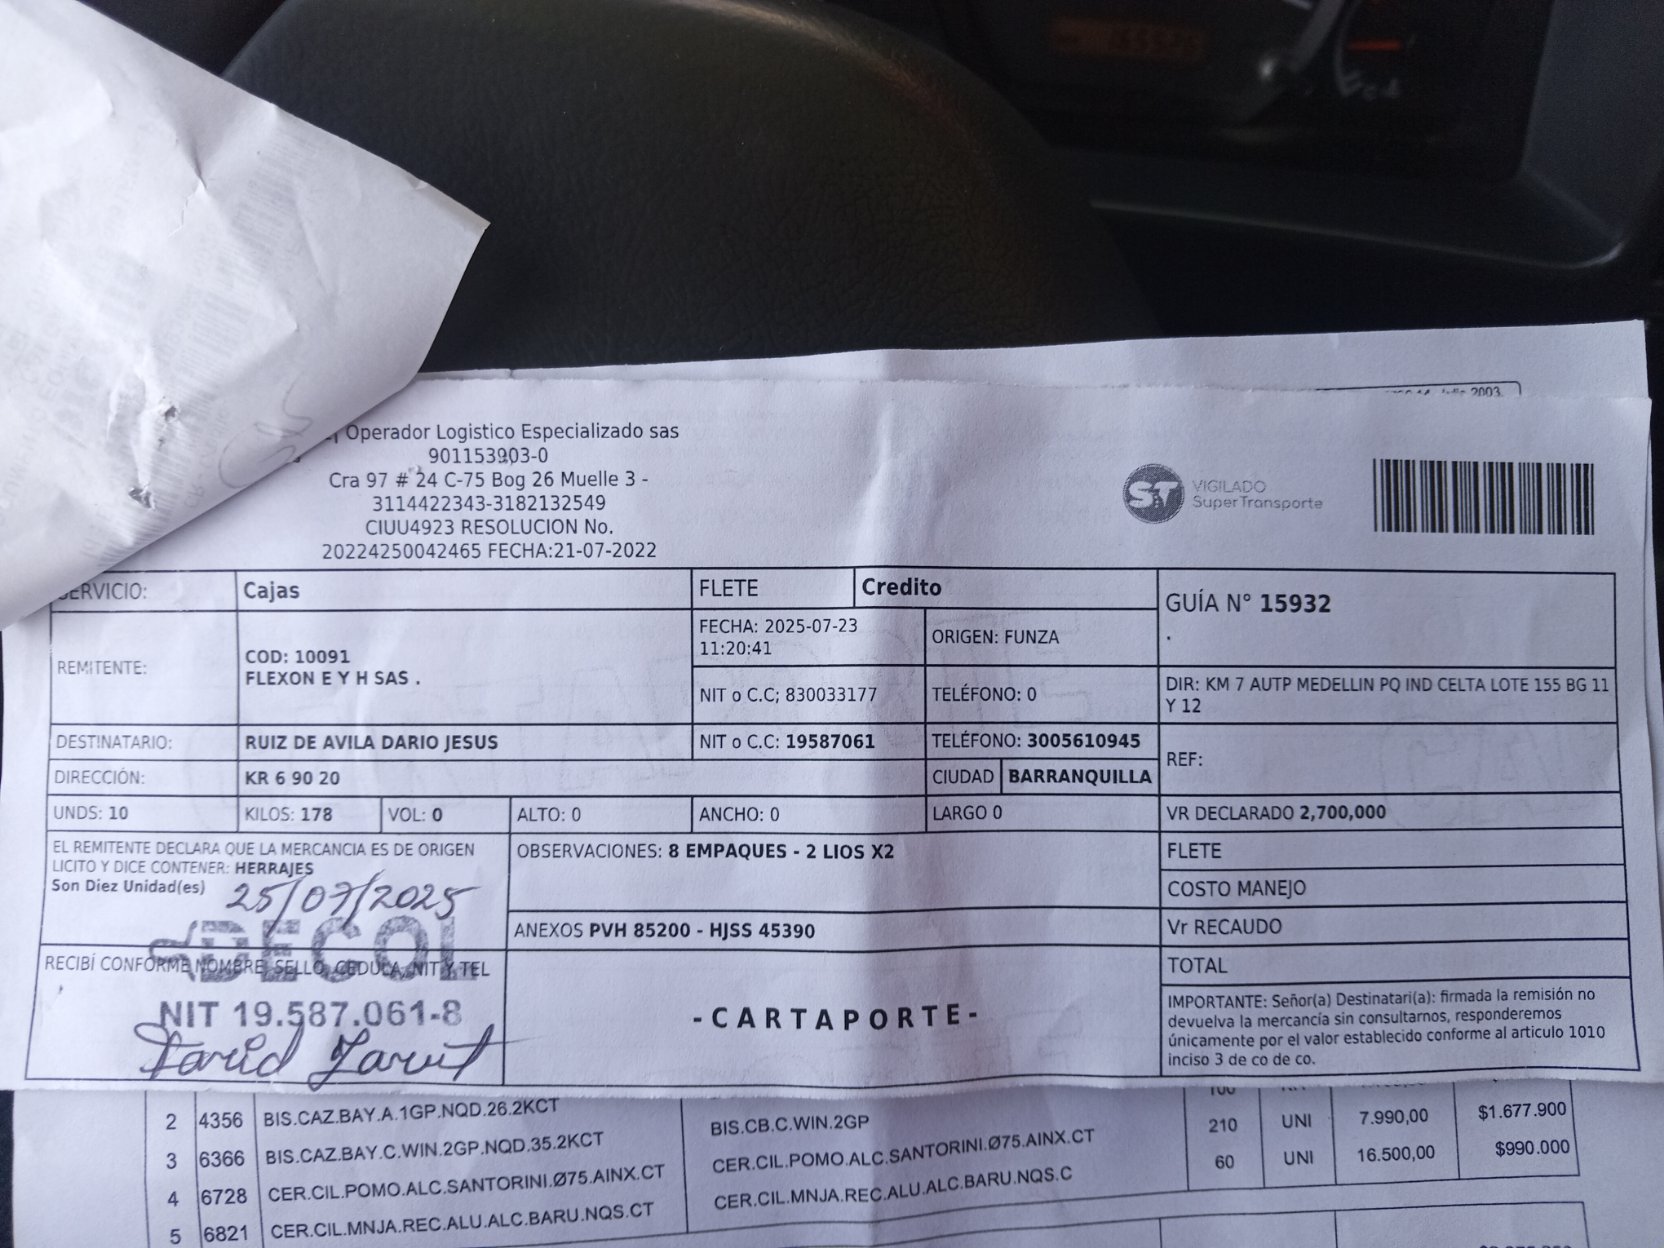 Operador Logistico Especializado sas
901153903-0
Cra 97 # 24 C-75 Bog 26 Muelle 3 -
3114422343-3182132549
CIUU4923 RESOLUCION No.
20224250042465 FECHA:21-07-2022
2003
ST VIGILADO
SuperTransporte
SERVICIO: Cajas FLETE Credito GUÍA N° 15932
.
REMITENTE: COD: 10091
FLEXON E Y H SAS .
FECHA: 2025-07-23
11:20:41
ORIGEN: FUNZA
NIT o C.C; 830033177 TELÉFONO: 0
DIR: KM 7 AUTP MEDELLIN PQ IND CELTA LOTE 155 BG 11
Y 12
DESTINATARIO: RUIZ DE AVILA DARIO JESUS NIT o C.C: 19587061 TELÉFONO: 3005610945
REF:
DIRECCIÓN: KR 6 90 20 CIUDAD BARRANQUILLA
UNDS: 10 KILOS: 178 VOL: 0 ALTO: 0 ANCHO: 0 LARGO 0 VR DECLARADO 2,700,000
EL REMITENTE DECLARA QUE LA MERCANCIA ES DE ORIGEN
LICITO Y DICE CONTENER: HERRAJES
Son Diez Unidad(es)
25/07/2025
OBSERVACIONES: 8 EMPAQUES - 2 LIOS X2
FLETE
COSTO MANEJO
ANEXOS PVH 85200 - HJSS 45390
Vr RECAUDO
TOTAL
DECOL
RECIBÍ CONFORME NOMBRE, SELLO, CEDULA, NIT Y TEL
NIT 19.587.061-8
-CARTAPORTE-
IMPORTANTE: Señor(a) Destinatari(a): firmada la remisión no
devuelva la mercancía sin consultarnos, responderemos
únicamente por el valor establecido conforme al articulo 1010
inciso 3 de co de co.
2 4356 BIS.CAZ.BAY.A.1GP.NQD.26.2KCT
3 6366 BIS.CAZ.BAY.C.WIN.2GP.NQD.35.2KCT BIS.CB.C.WIN.2GP 210 UNI 7.990,00 $1.677.900
4 6728 CER.CIL.POMO.ALC.SANTORINI.Ø75.AINX.CT CER.CIL.POMO.ALC.SANTORINI.Ø75.AINX.CT 60 UNI 16.500,00 $990.000
5 6821 CER.CIL.MNJA.REC.ALU.ALC.BARU.NQS.CT CER.CIL.MNJA.REC.ALU.ALC.BARU.NQS.C